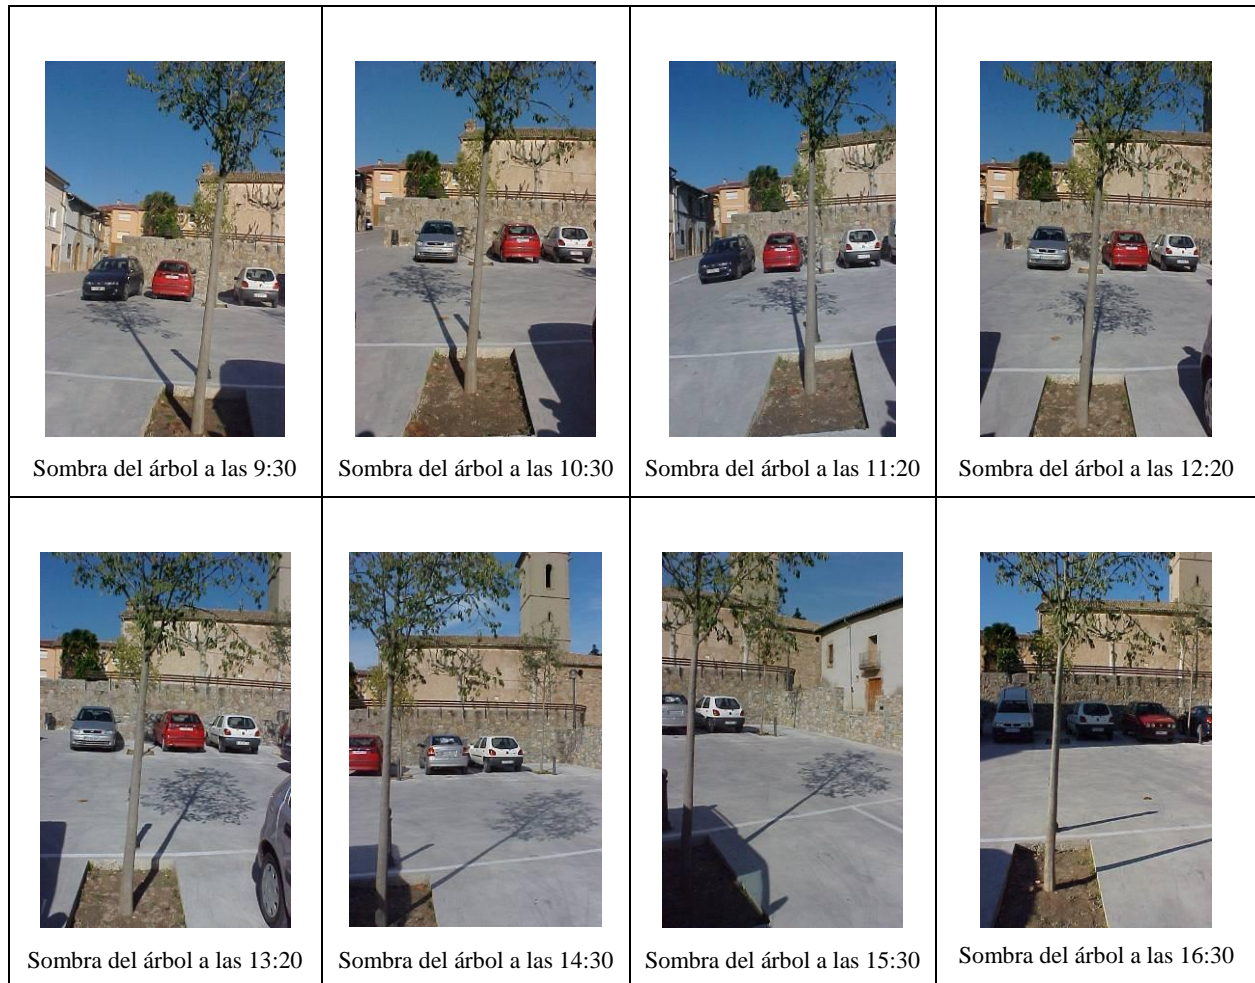 Sombra del árbol a las 9:30
Sombra del árbol a las 10:30
Sombra del árbol a las 11:20
Sombra del árbol a las 12:20
Sombra del árbol a las 13:20
Sombra del árbol a las 14:30
Sombra del árbol a las 15:30
Sombra del árbol a las 16:30